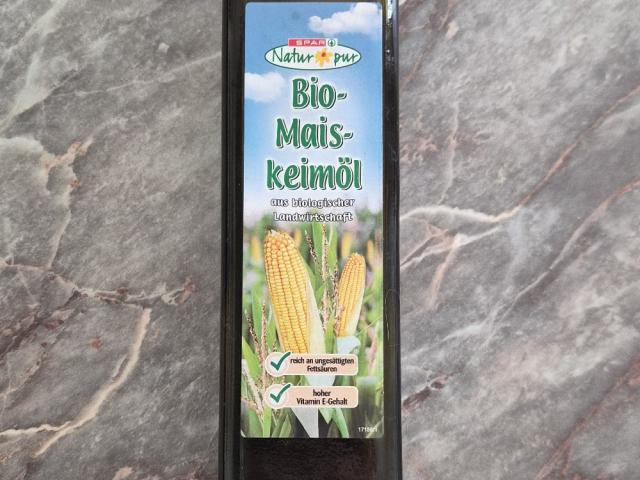 SPAR
Natur pur
Bio-
Mais-
keimöl
aus biologischer
Landwirtschaft
reich an ungesättigten
Fettsäuren
hoher
Vitamin E-Gehalt